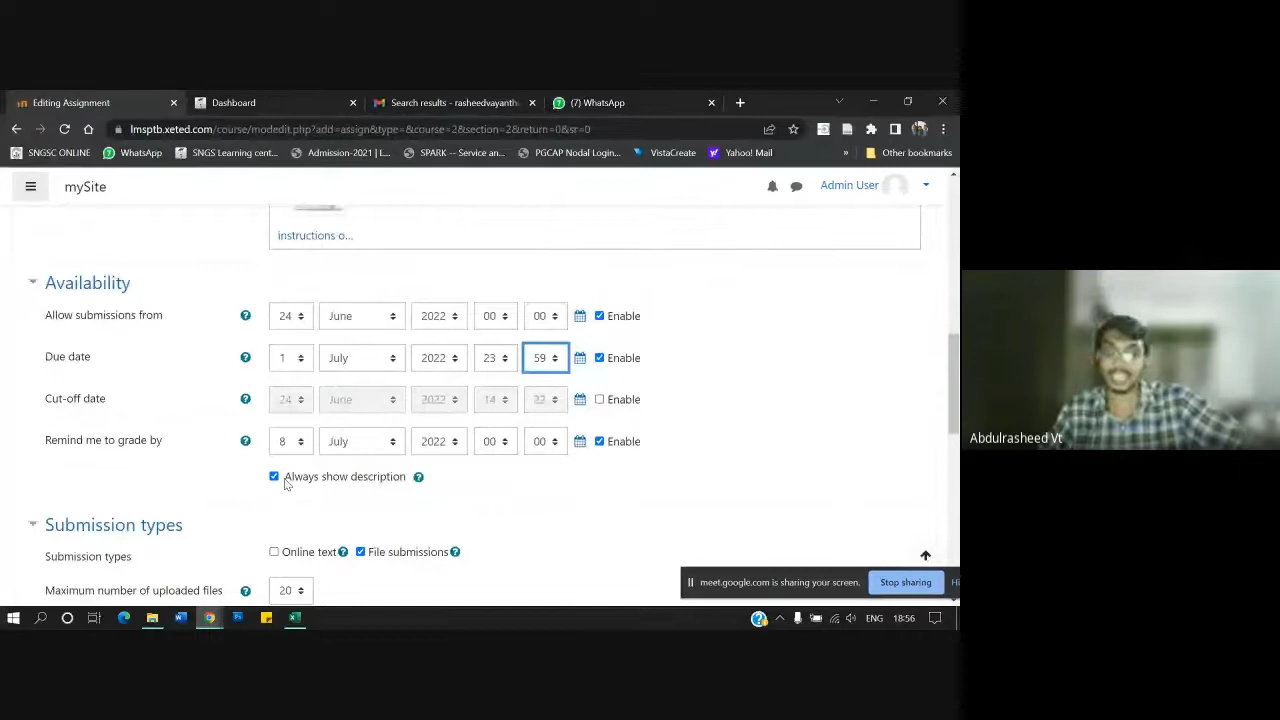 Editing Assignment
Dashboard
Search results - rasheedvayanth
(7) WhatsApp
lmsptb.xeted.com/course/modedit.php?add=assign&type=&course=2&section=2&return=0&sr=0
SNGSC ONLINE
WhatsApp
SNGS Learning cent...
Admission-2021 | L...
SPARK -- Service an...
PGCAP Nodal Login...
VistaCreate
Yahoo! Mail
»
Other bookmarks
mySite
Admin User
instructions o...
Availability
Allow submissions from ? 24 June 2022 00 00 Enable
Due date ? 1 July 2022 23 59 Enable
Cut-off date ? 24 June 2022 14 22 Enable
Remind me to grade by ? 8 July 2022 00 00 Enable
Always show description ?
Abdulrasheed Vt
Submission types
Submission types Online text ? File submissions ?
Maximum number of uploaded files ? 20
meet.google.com is sharing your screen.
Stop sharing
Hi
ENG
18:56